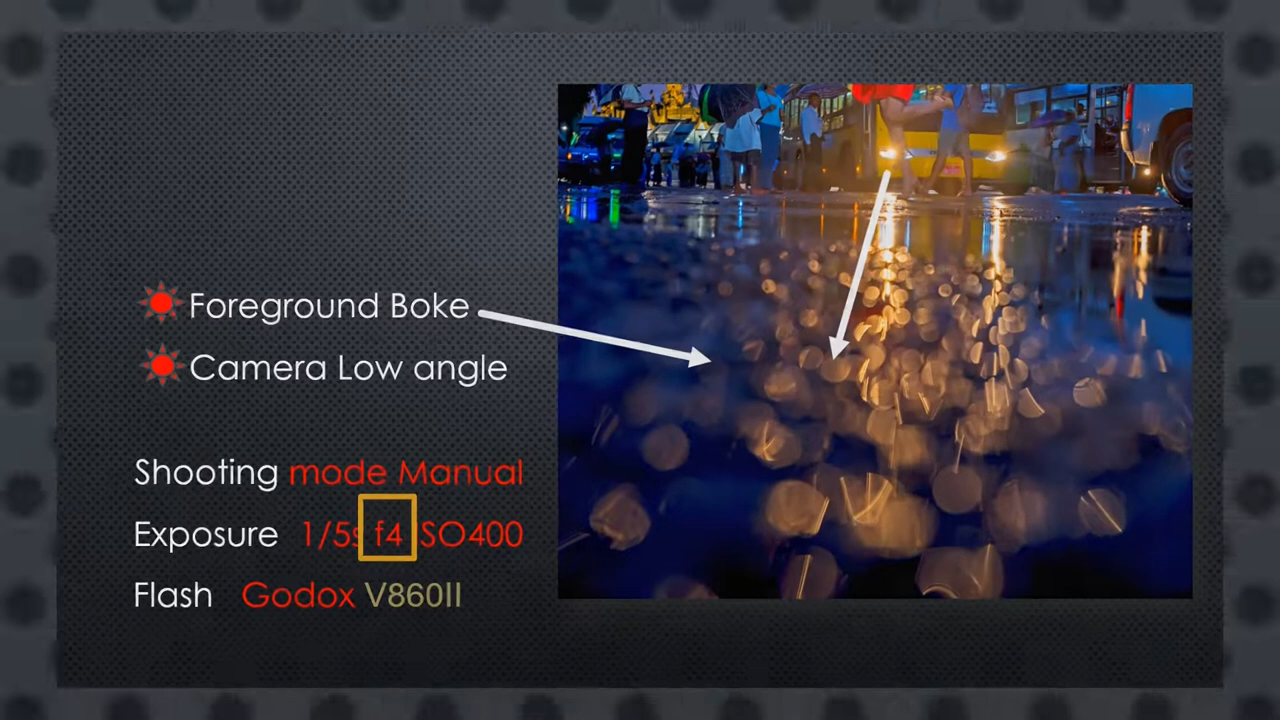 Foreground Boke
Camera Low angle
Shooting mode Manual
Exposure 1/5s f4 ISO400
Flash Godox V860II